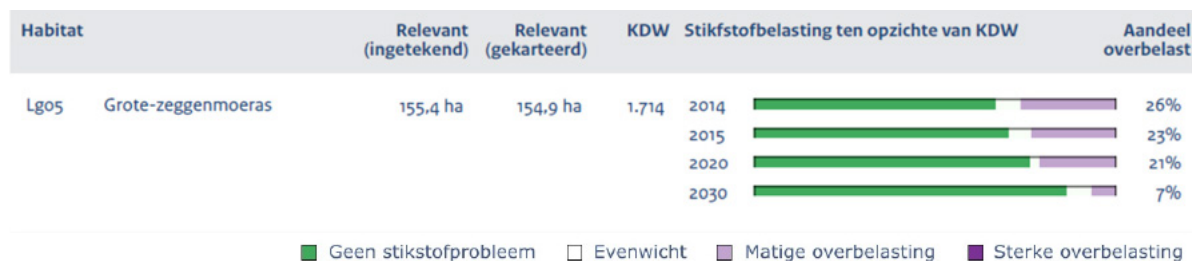 Habitat Relevant (ingetekend) Relevant (gekarteerd) KDW Stikfstofbelasting ten opzichte van KDW Aandeel overbelast
Lg05 Grote-zeggenmoeras 155,4 ha 154,9 ha 1.714 2014 26%
2015 23%
2020 21%
2030 7%
Geen stikstofprobleem Evenwicht Matige overbelasting Sterke overbelasting